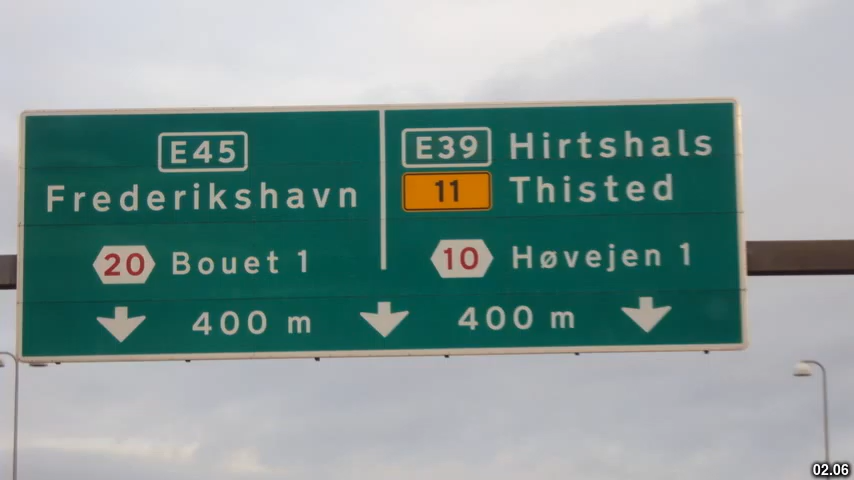 E45
Frederikshavn
20 Bouet 1
400 m
E39 Hirtshals
11 Thisted
10 Høvejen 1
400 m
02.06